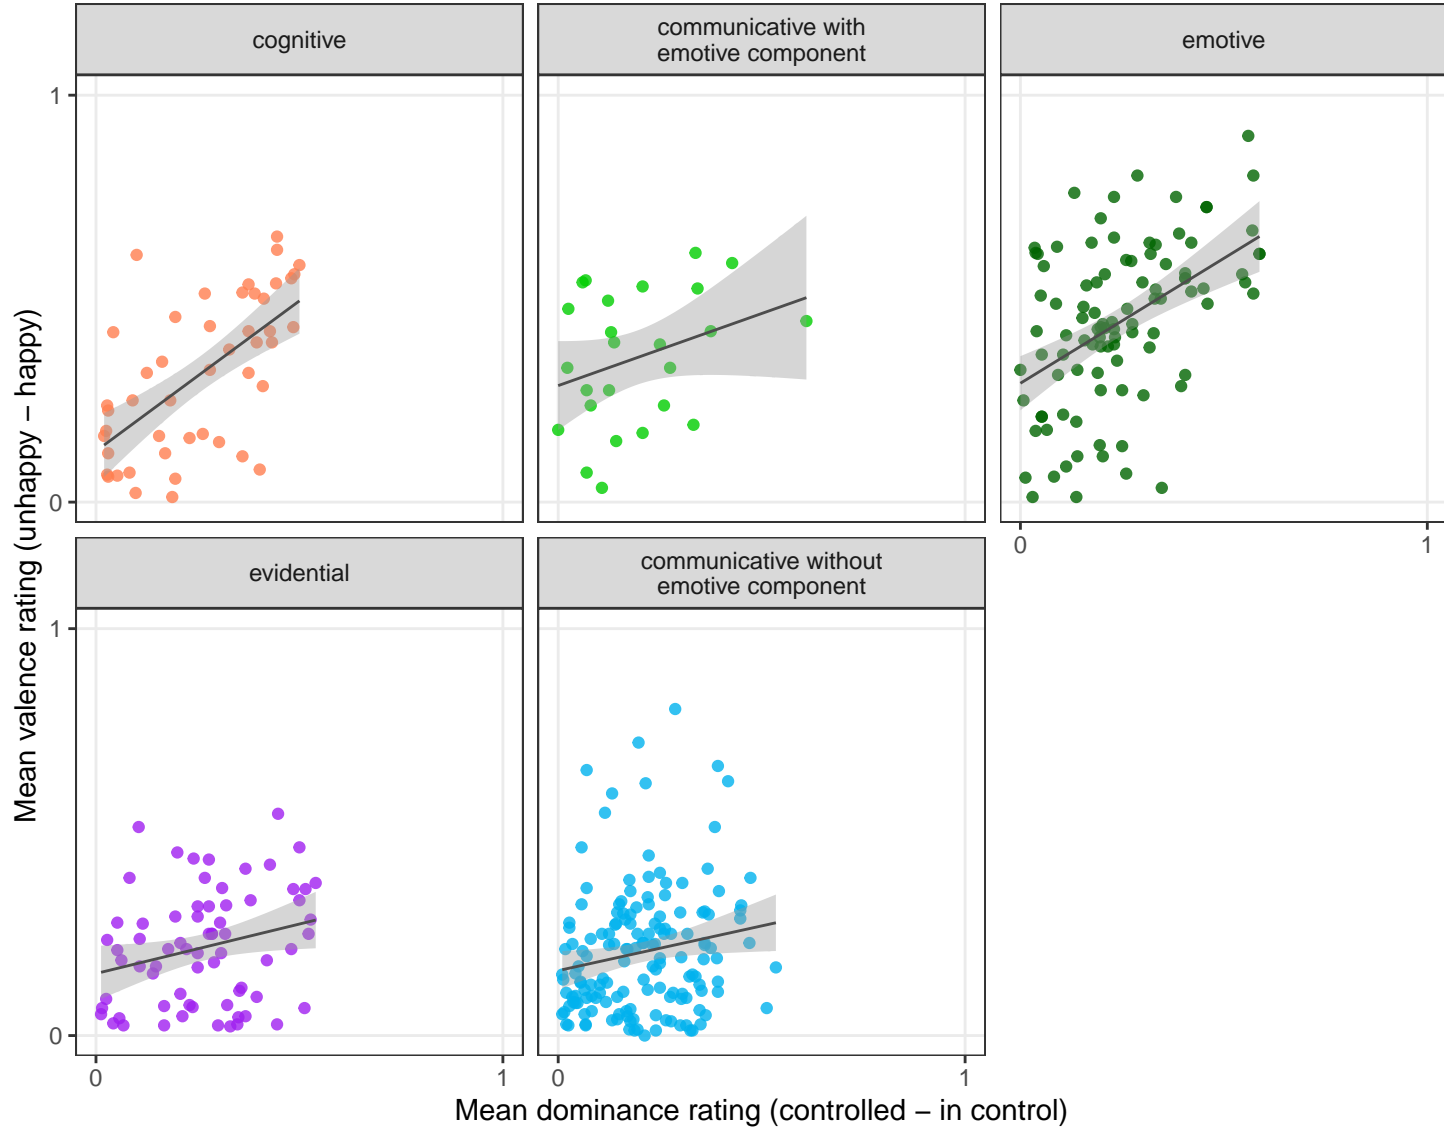 cognitive
communicative with
emotive component
emotive
1
0
0
1
evidential
communicative without
emotive component
1
0
0
1
0
1
Mean valence rating (unhappy − happy)
Mean dominance rating (controlled − in control)